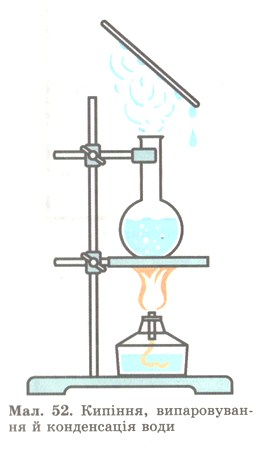 Мал. 52. Кипіння, випаровуван-
ня й конденсація води